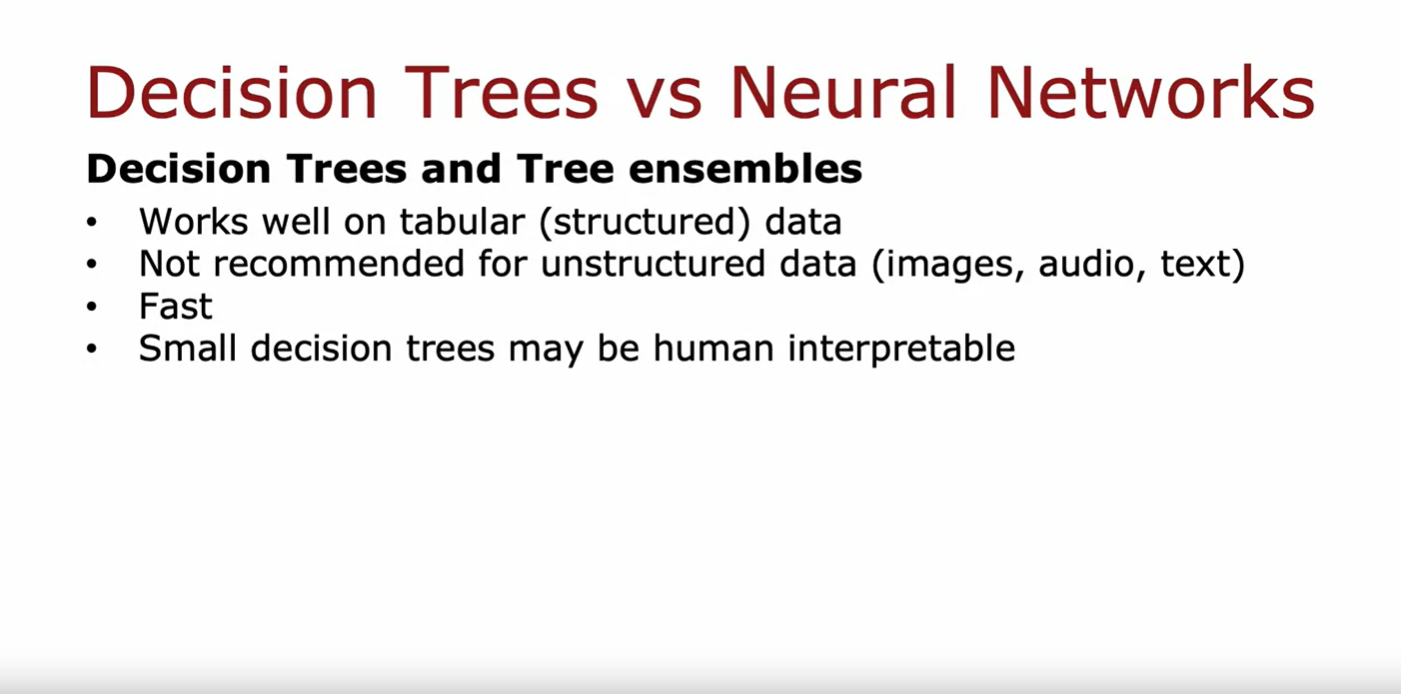 Decision Trees vs Neural Networks
Decision Trees and Tree ensembles
• Works well on tabular (structured) data
• Not recommended for unstructured data (images, audio, text)
• Fast
• Small decision trees may be human interpretable